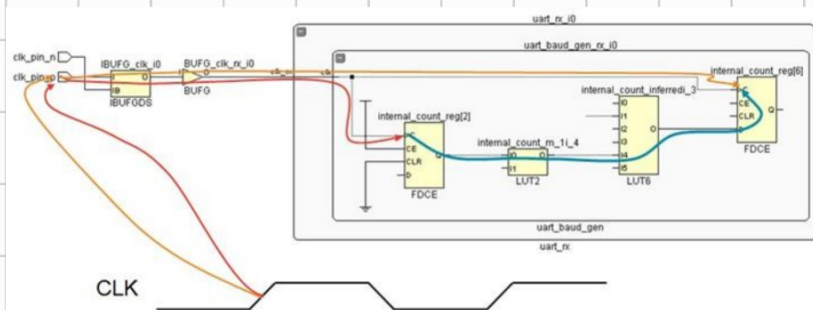 uart_rx_i0
uart_baud_gen_rx_i0
clk_pin_n
clk_pin_p
IBUFG_clk_i0
I
O
IB
IBUFGDS
BUFG_clk_rx_i0
O
BUFG
internal_count_reg[2]
C
CE
CLR
D
Q
FDCE
internal_count_m_1i_4
I0
O
I1
LUT2
internal_count_inferredi_3
I0
I1
I2
I3
I4
I5
O
LUT6
internal_count_reg[6]
C
CE
CLR
Q
FDCE
uart_baud_gen
uart_rx
CLK